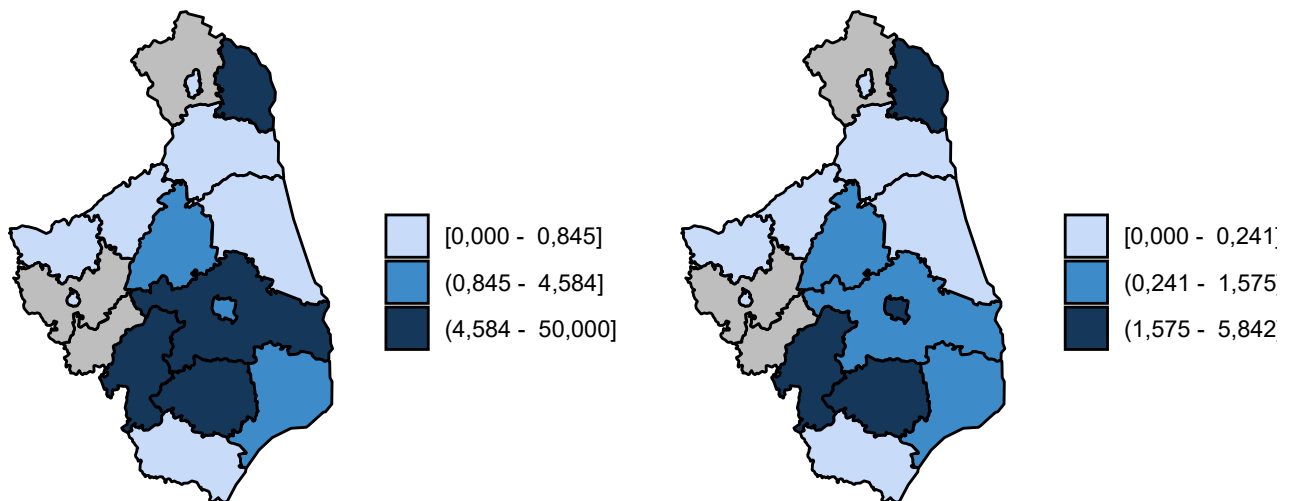 [0,000 -  0,845]
(0,845 -  4,584]
(4,584 -  50,000]
[0,000 -  0,241]
(0,241 -  1,575]
(1,575 -  5,842]